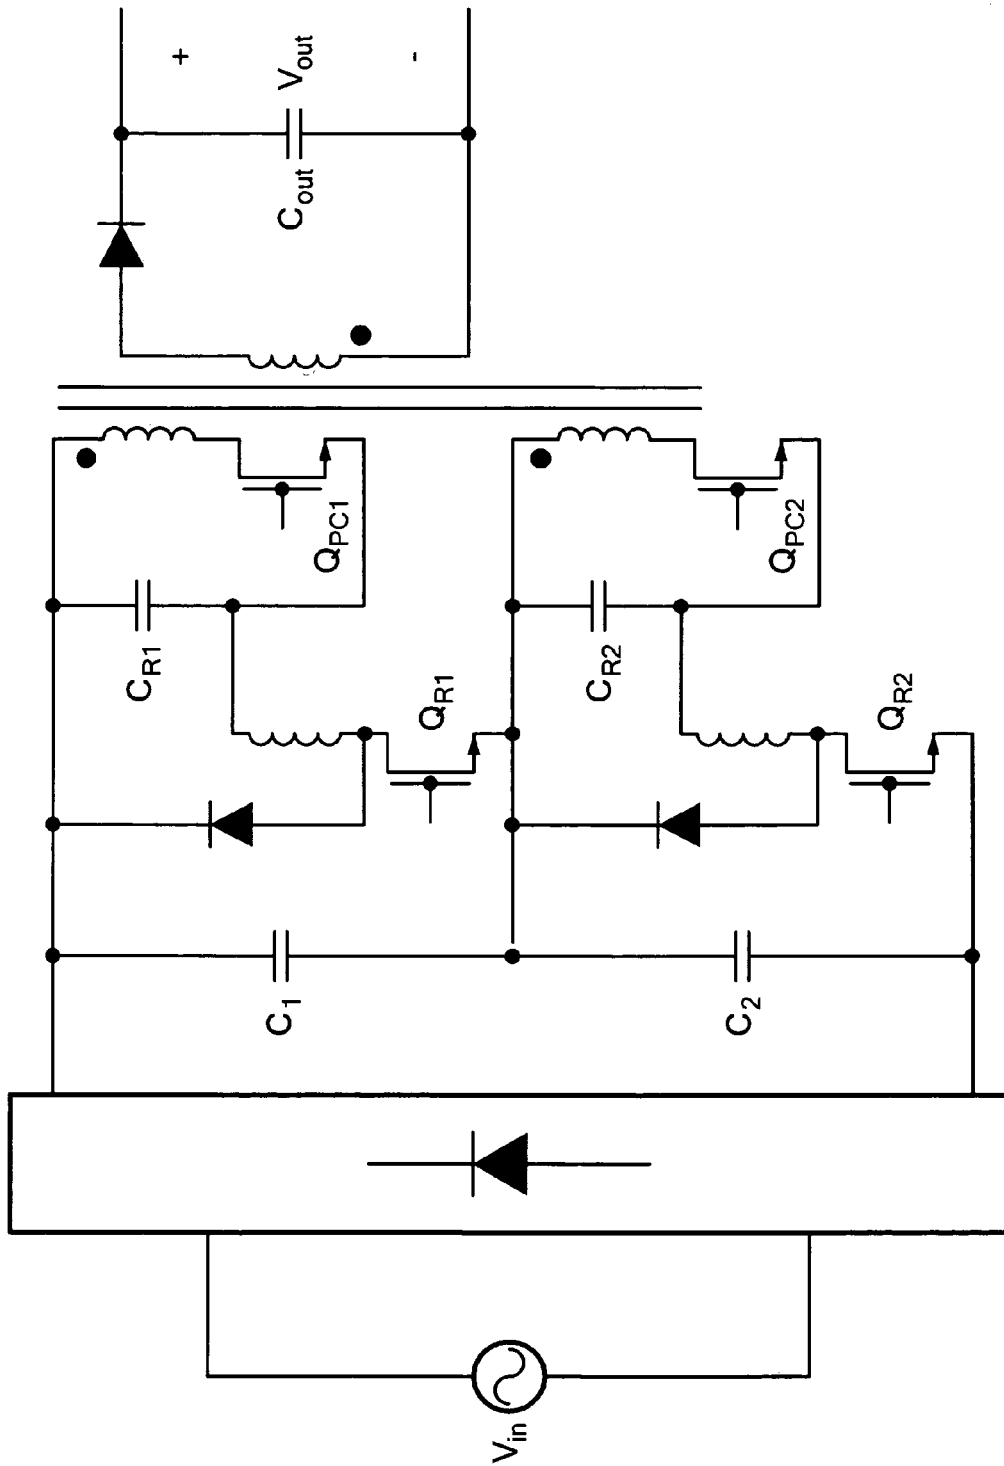 V_in
C_1
C_2
C_R1
C_R2
Q_R1
Q_R2
Q_PC1
Q_PC2
C_out
V_out
+
-